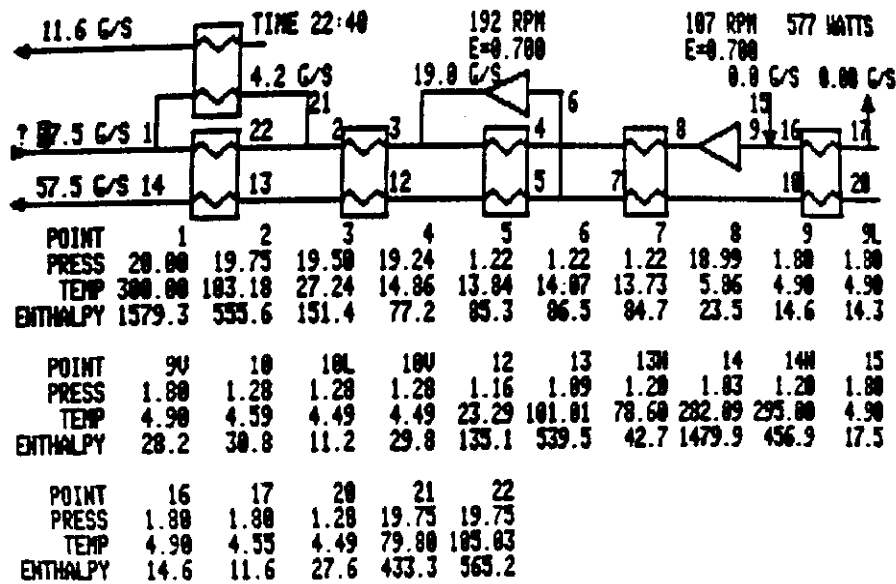 11.6 G/S TIME 22:40 192 RPM 107 RPM 577 WATTS
E=0.700 E=0.700
4.2 G/S 19.0 G/S 0.0 G/S 0.00 G/S
21 6 15
? 7.5 G/S 1 22 2 3 4 8 9 16 17
57.5 G/S 14 13 12 5 7 10 20
POINT 1 2 3 4 5 6 7 8 9 9L
PRESS 20.00 19.75 19.50 19.24 1.22 1.22 1.22 18.99 1.80 1.80
TEMP 300.00 103.18 27.24 14.86 13.84 14.07 13.73 5.86 4.90 4.90
ENTHALPY 1579.3 555.6 151.4 77.2 85.3 86.5 84.7 23.5 14.6 14.3
POINT 9V 10 10L 10V 12 13 13N 14 14N 15
PRESS 1.80 1.28 1.28 1.28 1.16 1.09 1.20 1.03 1.20 1.80
TEMP 4.90 4.59 4.49 4.49 23.29 101.01 78.60 282.09 295.00 4.90
ENTHALPY 28.2 30.8 11.2 29.8 135.1 539.5 42.7 1479.9 456.9 17.5
POINT 16 17 20 21 22
PRESS 1.80 1.80 1.28 19.75 19.75
TEMP 4.90 4.55 4.49 79.80 105.03
ENTHALPY 14.6 11.6 27.6 433.3 565.2